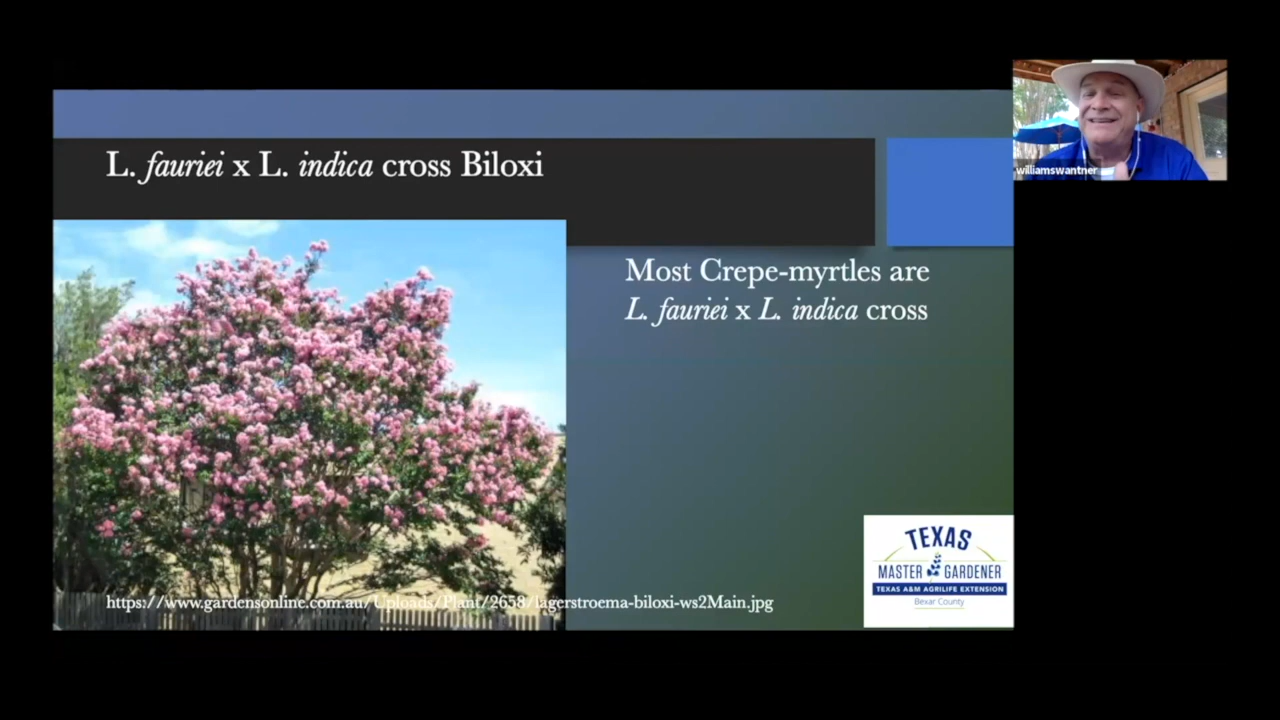 L. fauriei x L. indica cross Biloxi
williamswantner
Most Crepe-myrtles are
L. fauriei x L. indica cross
TEXAS
MASTER GARDENER
TEXAS A&M AGRILIFE EXTENSION
Bexar County
https://www.gardensonline.com.au/Uploads/Plant/2658/lagerstroema-biloxi-ws2Main.jpg